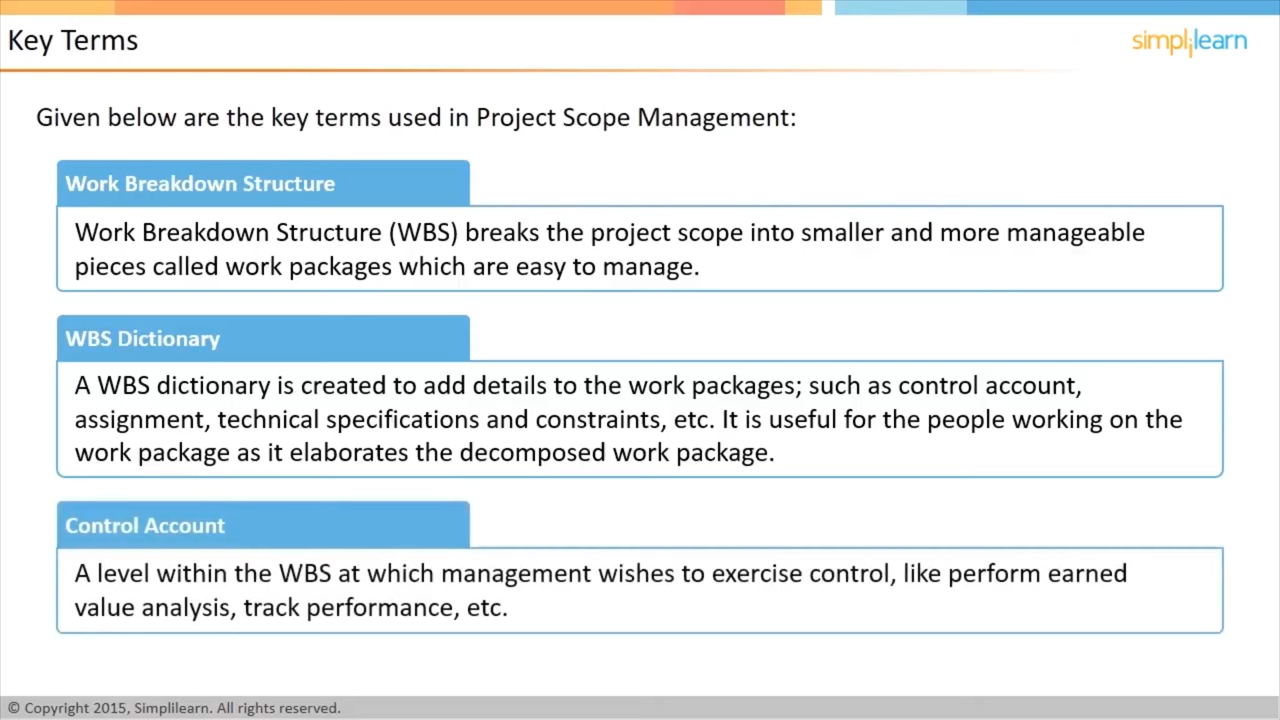 Key Terms
simplilearn
Given below are the key terms used in Project Scope Management:
Work Breakdown Structure
Work Breakdown Structure (WBS) breaks the project scope into smaller and more manageable
pieces called work packages which are easy to manage.
WBS Dictionary
A WBS dictionary is created to add details to the work packages; such as control account,
assignment, technical specifications and constraints, etc. It is useful for the people working on the
work package as it elaborates the decomposed work package.
Control Account
A level within the WBS at which management wishes to exercise control, like perform earned
value analysis, track performance, etc.
© Copyright 2015, Simplilearn. All rights reserved.